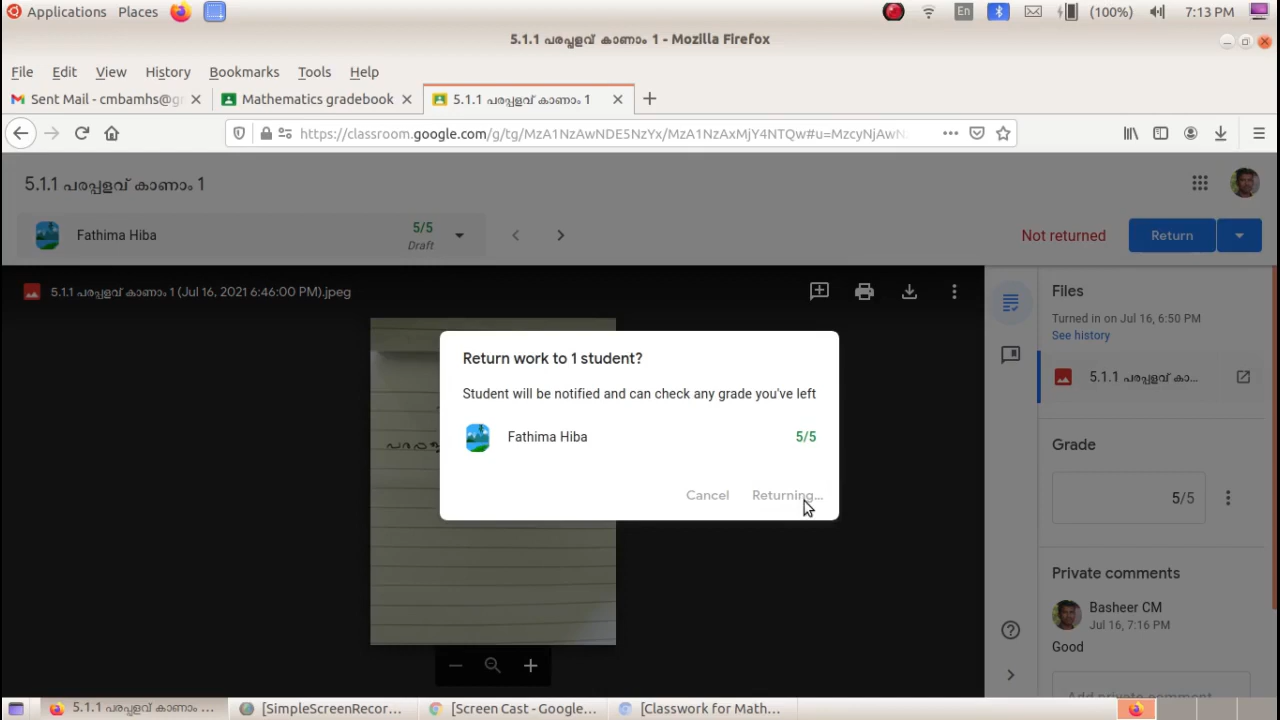 Applications Places En (100%) 7:13 PM
5.1.1 പരപ്പളവ് കാണാം 1 - Mozilla Firefox
File Edit View History Bookmarks Tools Help
Sent Mail - cmbamhs@gm Mathematics gradebook 5.1.1 പരപ്പളവ് കാണാം 1
https://classroom.google.com/g/tg/MzA1NzAwNDE5NzYx/MzA1NzAxMjY4NTQw#u=MzcyNjAwN
5.1.1 പരപ്പളവ് കാണാം 1
Fathima Hiba 5/5 Draft Not returned Return
5.1.1 പരപ്പളവ് കാണാം 1 (Jul 16, 2021 6:46:00 PM).jpeg
Files
Turned in on Jul 16, 6:50 PM
See history
5.1.1 പരപ്പളവ് കാ...
Return work to 1 student?
Student will be notified and can check any grade you've left
Fathima Hiba 5/5
Cancel Returning...
Grade
5/5
Private comments
Basheer CM
Jul 16, 7:16 PM
Good
Add private comment...
5.1.1 പരപ്പളവ് കാണാം ... [SimpleScreenRecor... [Screen Cast - Google... [Classwork for Math...